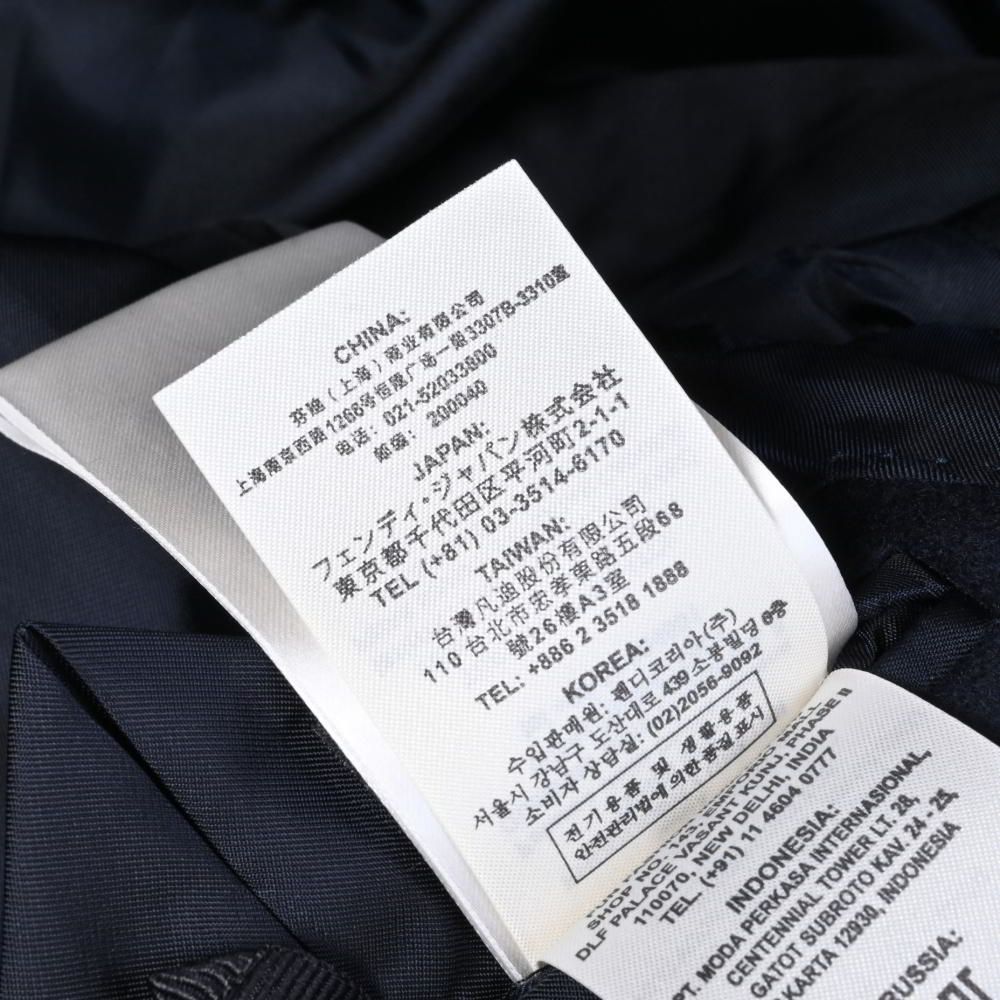 CHINA:
芬迪（上海）商业有限公司
上海南京西路1266号恒隆广场一期3307B-3310室
电话: 021-52033800
邮编: 200040
JAPAN:
フェンディ・ジャパン株式会社
東京都千代田区平河町2-1-1
TEL (+81) 03-3514-6170
TAIWAN:
台灣凡迪股份有限公司
110 台北市忠孝東路五段68
號26樓A3室
TEL: +886 2 3518 1888
KOREA:
수입판매원: 펜디코리아(주)
서울시 강남구 도산대로 439 소봉빌딩 8층
소비자 상담실: (02)2056-9092
전기용품 및 생활용품
안전관리법에 의한 품질표시
SHOP NO. 103, EMPORIO MALL
DLF PALACE VASANT KUNJ, PHASE II
110070, NEW DELHI, INDIA
TEL. (+91) 11 4604 0777
INDONESIA:
PT. MODA PERKASA INTERNASIONAL,
CENTENNIAL TOWER LT. 28,
GATOT SUBROTO KAV. 24 - 25,
JAKARTA 12930, INDONESIA
RUSSIA: